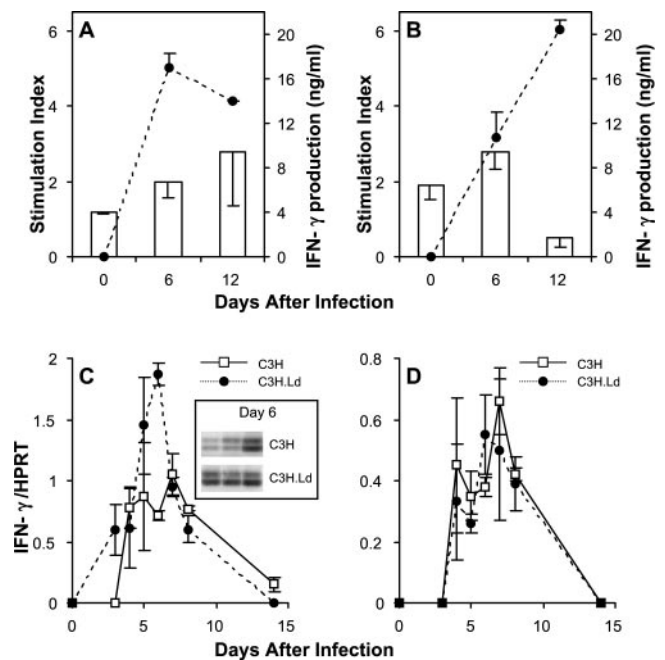 A
B
6
4
2
0
Stimulation Index
20
16
12
8
4
0
IFN- γ production (ng/ml)
0 6 12
6
4
2
0
Stimulation Index
20
16
12
8
4
0
IFN- γ production (ng/ml)
0 6 12
Days After Infection
C
C3H
C3H.Ld
2
1.5
1
0.5
0
IFN- γ/HPRT
Day 6
C3H
C3H.Ld
0 5 10 15
D
C3H
C3H.Ld
0.8
0.6
0.4
0.2
0
0 5 10 15
Days After Infection